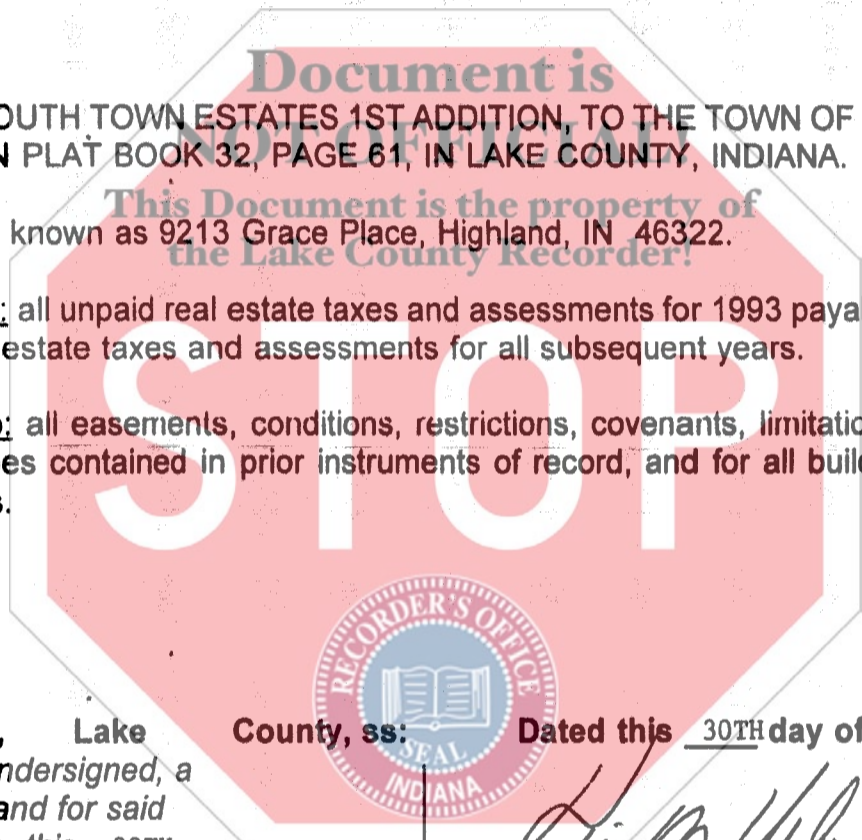 Document is
OUTH TOWN ESTATES 1ST ADDITION, TO THE TOWN OF
NOT OFFICIAL
N PLAT BOOK 32, PAGE 61, IN LAKE COUNTY, INDIANA.
This Document is the property of
known as 9213 Grace Place, Highland, IN 46322.
the Lake County Recorder!
: all unpaid real estate taxes and assessments for 1993 paya
estate taxes and assessments for all subsequent years.
: all easements, conditions, restrictions, covenants, limitatio
es contained in prior instruments of record, and for all build
s.
STOP
RECORDER'S OFFICE
SEAL
INDIANA
, Lake County, ss: Dated this 30TH day of
ndersigned, a
and for said